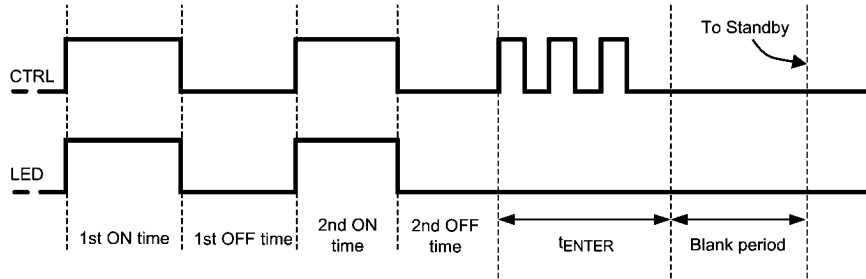 To Standby
CTRL
LED
1st ON time
1st OFF time
2nd ON
time
2nd OFF
time
tENTER
Blank period